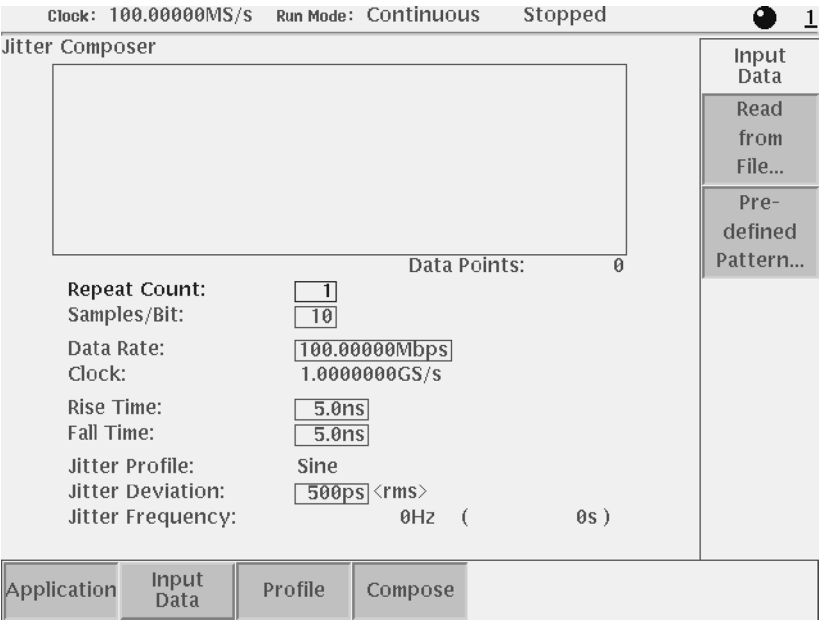 Clock: 100.00000MS/s Run Mode: Continuous Stopped 1
Jitter Composer
Input
Data
Read
from
File...
Pre-
defined
Pattern...
Data Points: 0
Repeat Count: 1
Samples/Bit: 10
Data Rate: 100.00000Mbps
Clock: 1.0000000GS/s
Rise Time: 5.0ns
Fall Time: 5.0ns
Jitter Profile: Sine
Jitter Deviation: 500ps <rms>
Jitter Frequency: 0Hz ( 0s )
Application
Input
Data
Profile
Compose